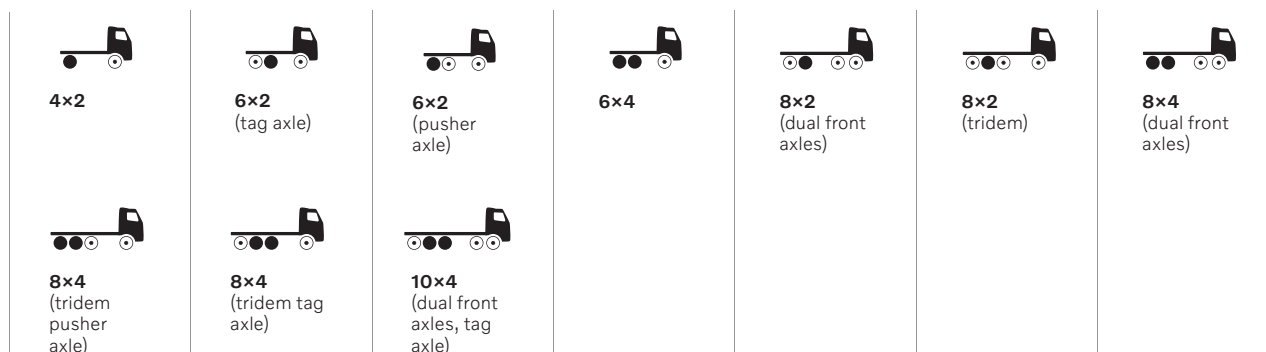 4×2
6×2
(tag axle)
6×2
(pusher
axle)
6×4
8×2
(dual front
axles)
8×2
(tridem)
8×4
(dual front
axles)
8×4
(tridem
pusher
axle)
8×4
(tridem tag
axle)
10×4
(dual front
axles, tag
axle)